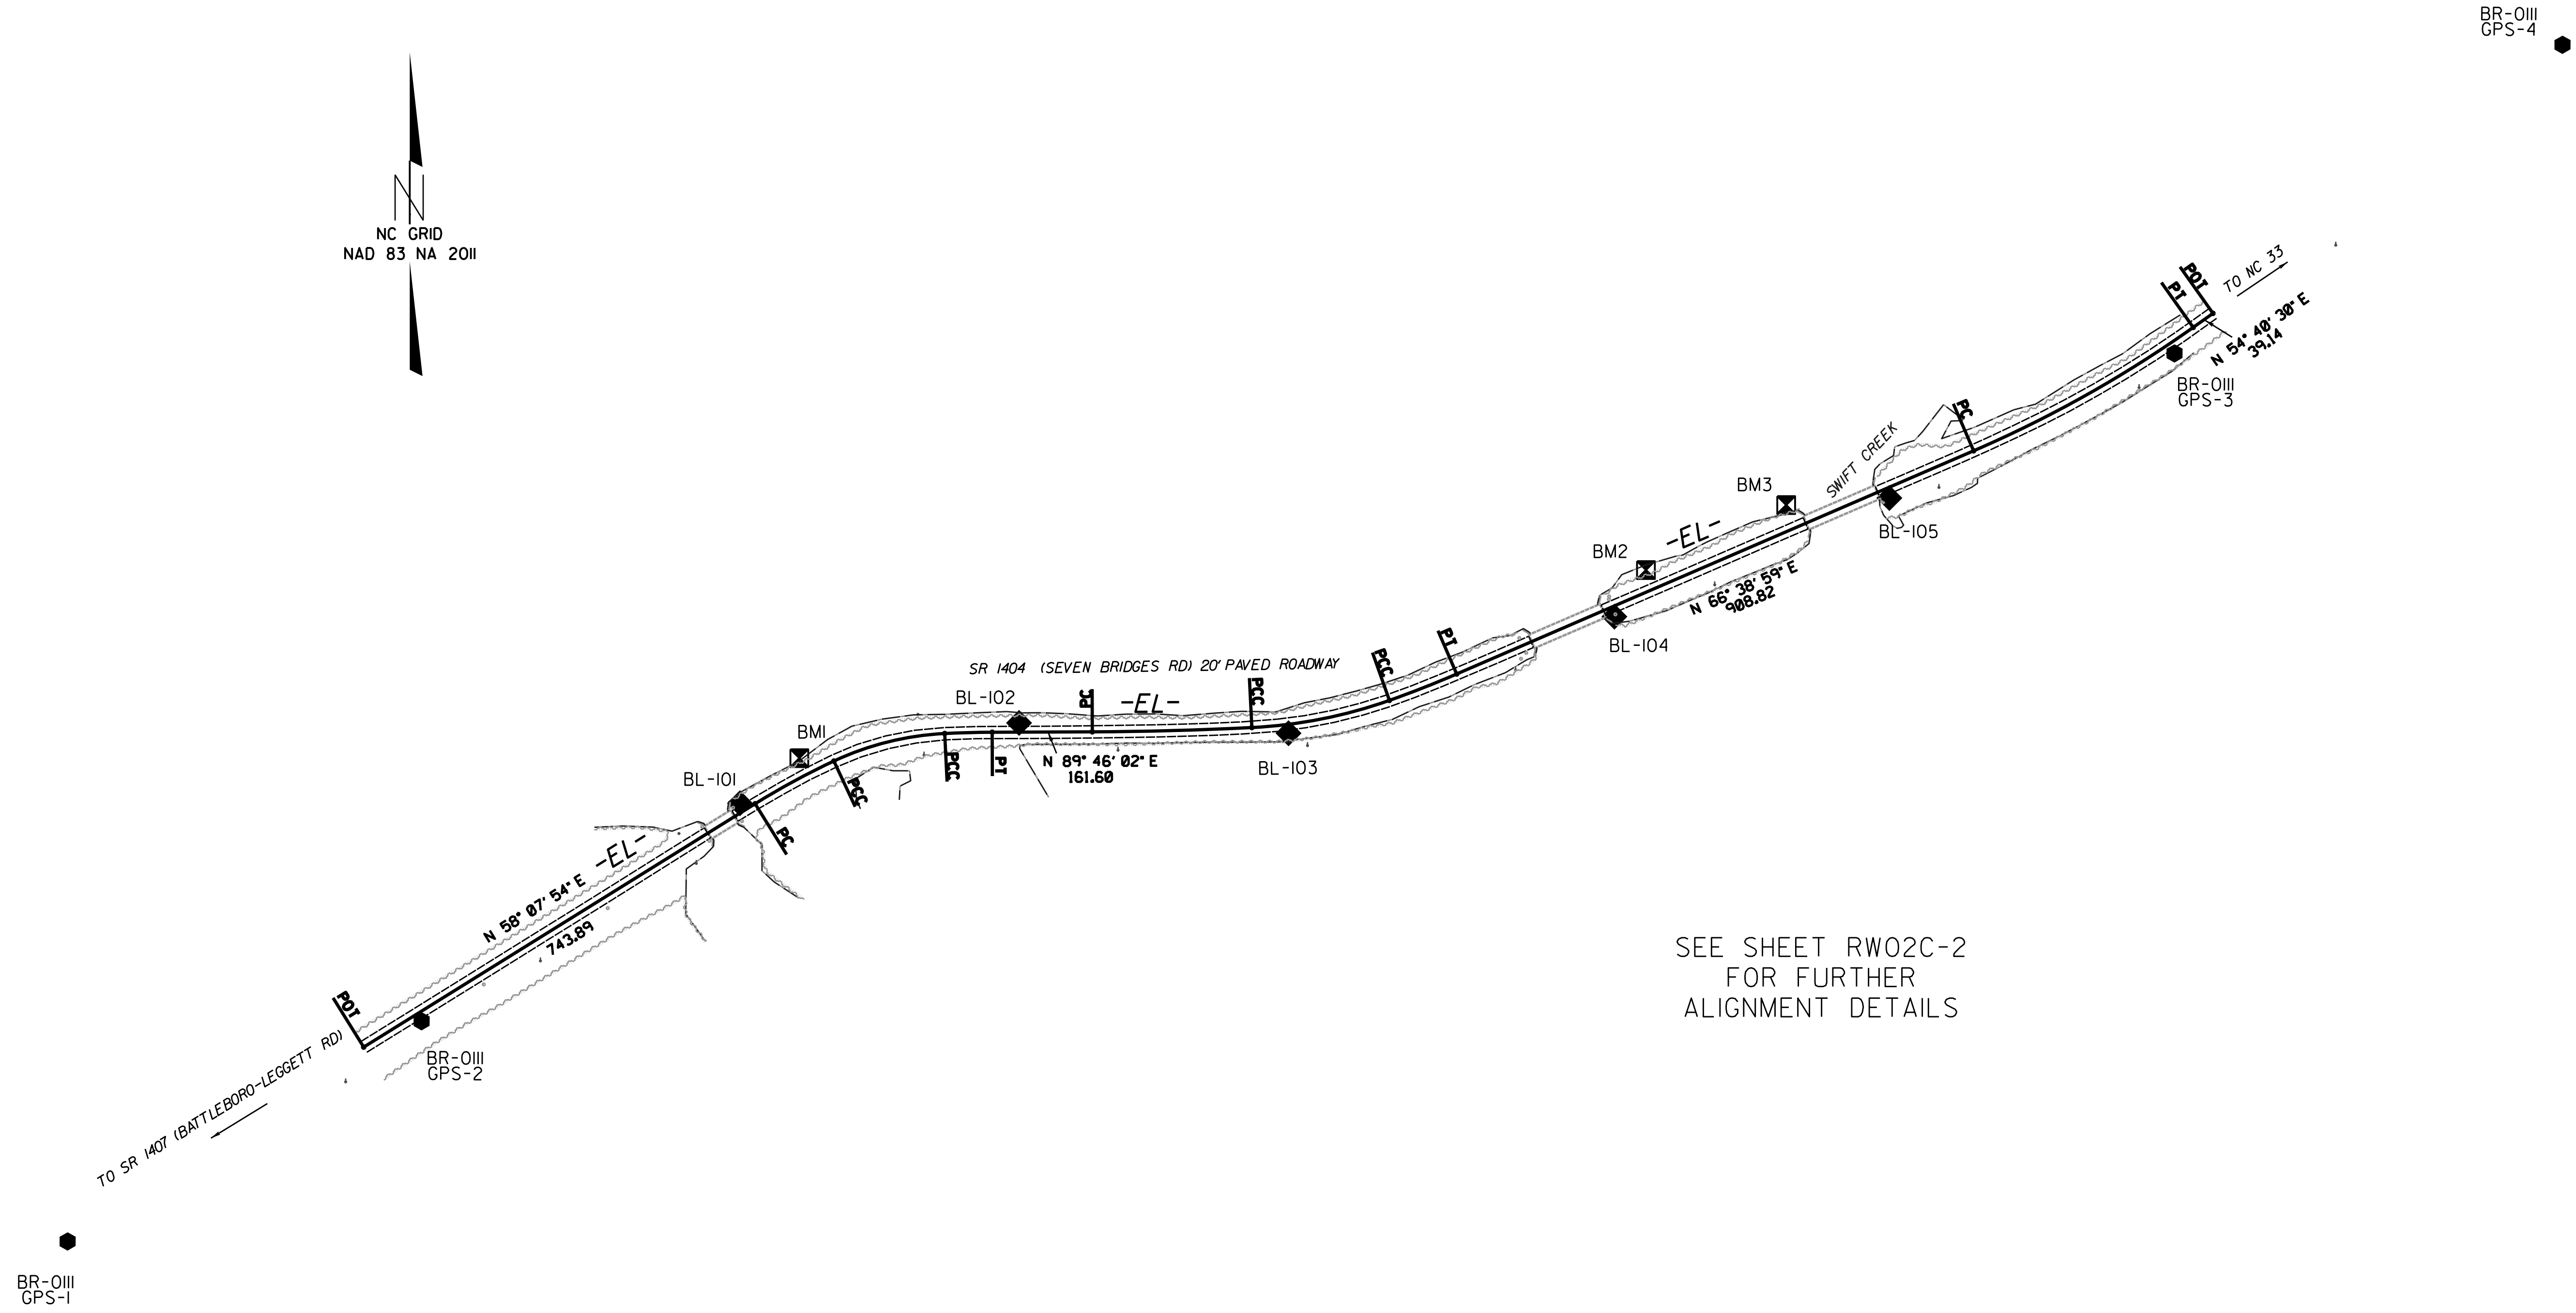 BR-0111
GPS-4
N
NC GRID
NAD 83 NA 2011
TO NC 33
POT
PT
N 54° 40' 30" E
39.14
BR-0111
GPS-3
PC
SWIFT CREEK
BM3
-EL-
BM2
BL-105
N 66° 38' 59" E
908.82
BL-104
PT
PCC
SR 1404 (SEVEN BRIDGES RD) 20' PAVED ROADWAY
PCC
-EL-
PC
BL-102
BM1
N 89° 46' 02" E
161.60
BL-103
PT
PCC
PCC
BL-101
PC
-EL-
N 58° 07' 54" E
743.89
SEE SHEET RW02C-2
FOR FURTHER
ALIGNMENT DETAILS
POT
BR-0111
GPS-2
TO SR 1407 (BATTLEBORO-LEGGETT RD)
BR-0111
GPS-1